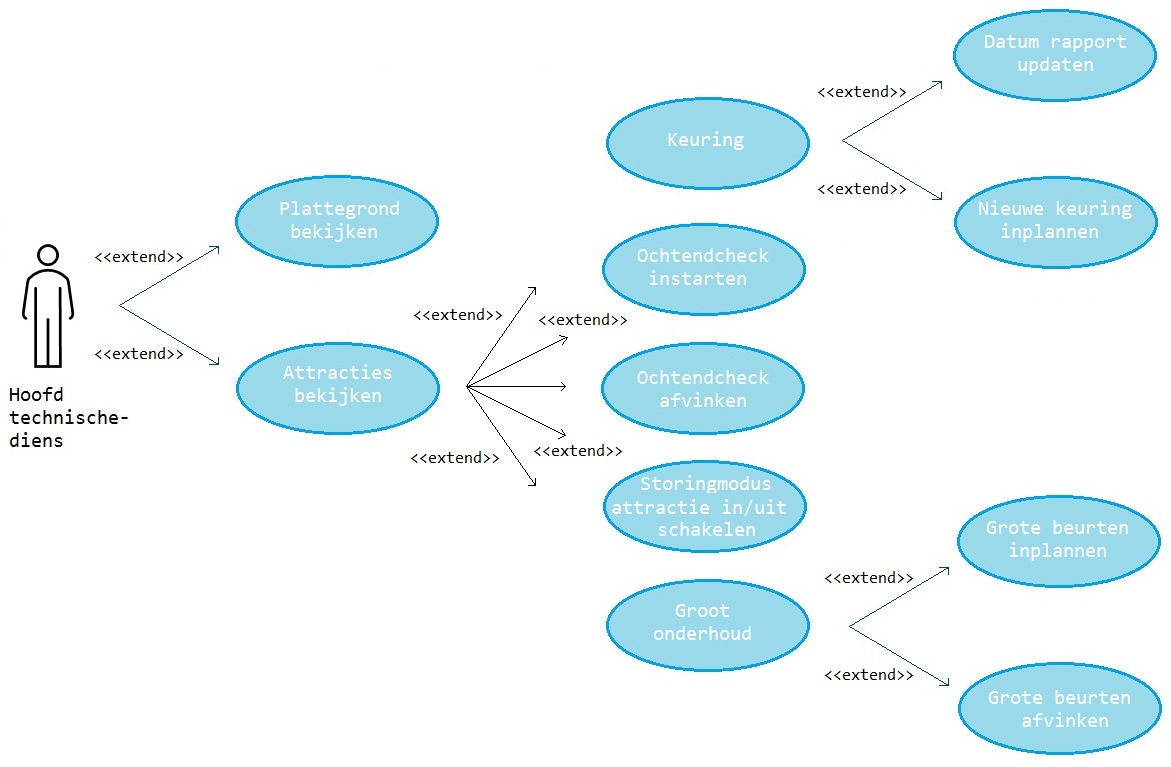 Hoofd
technische-
diens
<<extend>>
<<extend>>
Plattegrond
bekijken
Attracties
bekijken
<<extend>>
<<extend>>
<<extend>>
<<extend>>
Keuring
Ochtendcheck
instarten
Ochtendcheck
afvinken
Storingmodus
attractie in/uit
schakelen
Groot
onderhoud
<<extend>>
<<extend>>
Datum rapport
updaten
Nieuwe keuring
inplannen
<<extend>>
<<extend>>
Grote beurten
inplannen
Grote beurten
afvinken